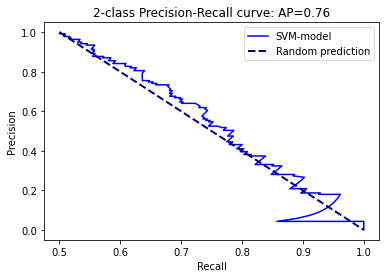 2-class Precision-Recall curve: AP=0.76
SVM-model
Random prediction
Precision
1.0
0.8
0.6
0.4
0.2
0.0
0.5 0.6 0.7 0.8 0.9 1.0
Recall